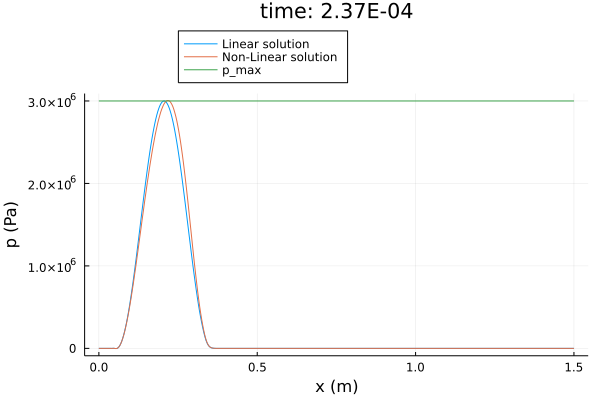 time: 2.37E-04
Linear solution
Non-Linear solution
p_max
3.0×10⁶
2.0×10⁶
1.0×10⁶
0
p (Pa)
0.0 0.5 1.0 1.5
x (m)